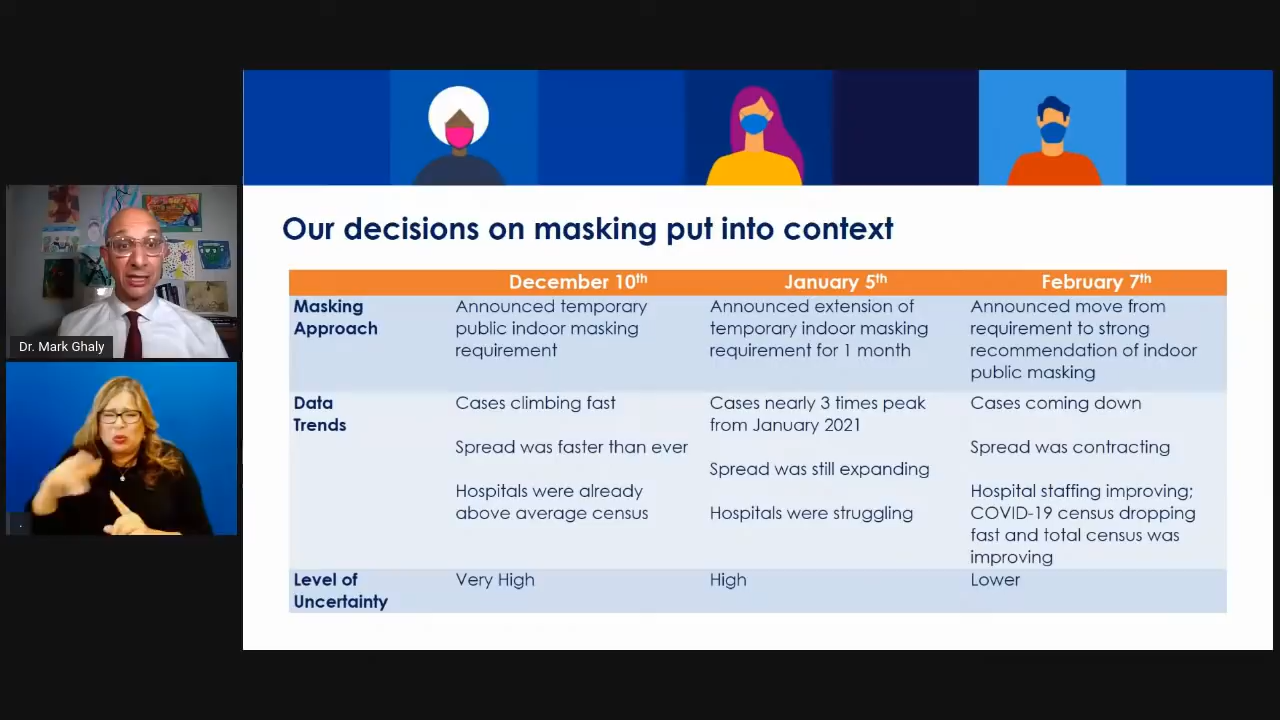 Our decisions on masking put into context
December 10th
January 5th
February 7th
Masking
Approach
Announced temporary
public indoor masking
requirement
Announced extension of
temporary indoor masking
requirement for 1 month
Announced move from
requirement to strong
recommendation of indoor
public masking
Data
Trends
Cases climbing fast
Spread was faster than ever
Hospitals were already
above average census
Cases nearly 3 times peak
from January 2021
Spread was still expanding
Hospitals were struggling
Cases coming down
Spread was contracting
Hospital staffing improving;
COVID-19 census dropping
fast and total census was
improving
Level of
Uncertainty
Very High
High
Lower
Dr. Mark Ghaly
.